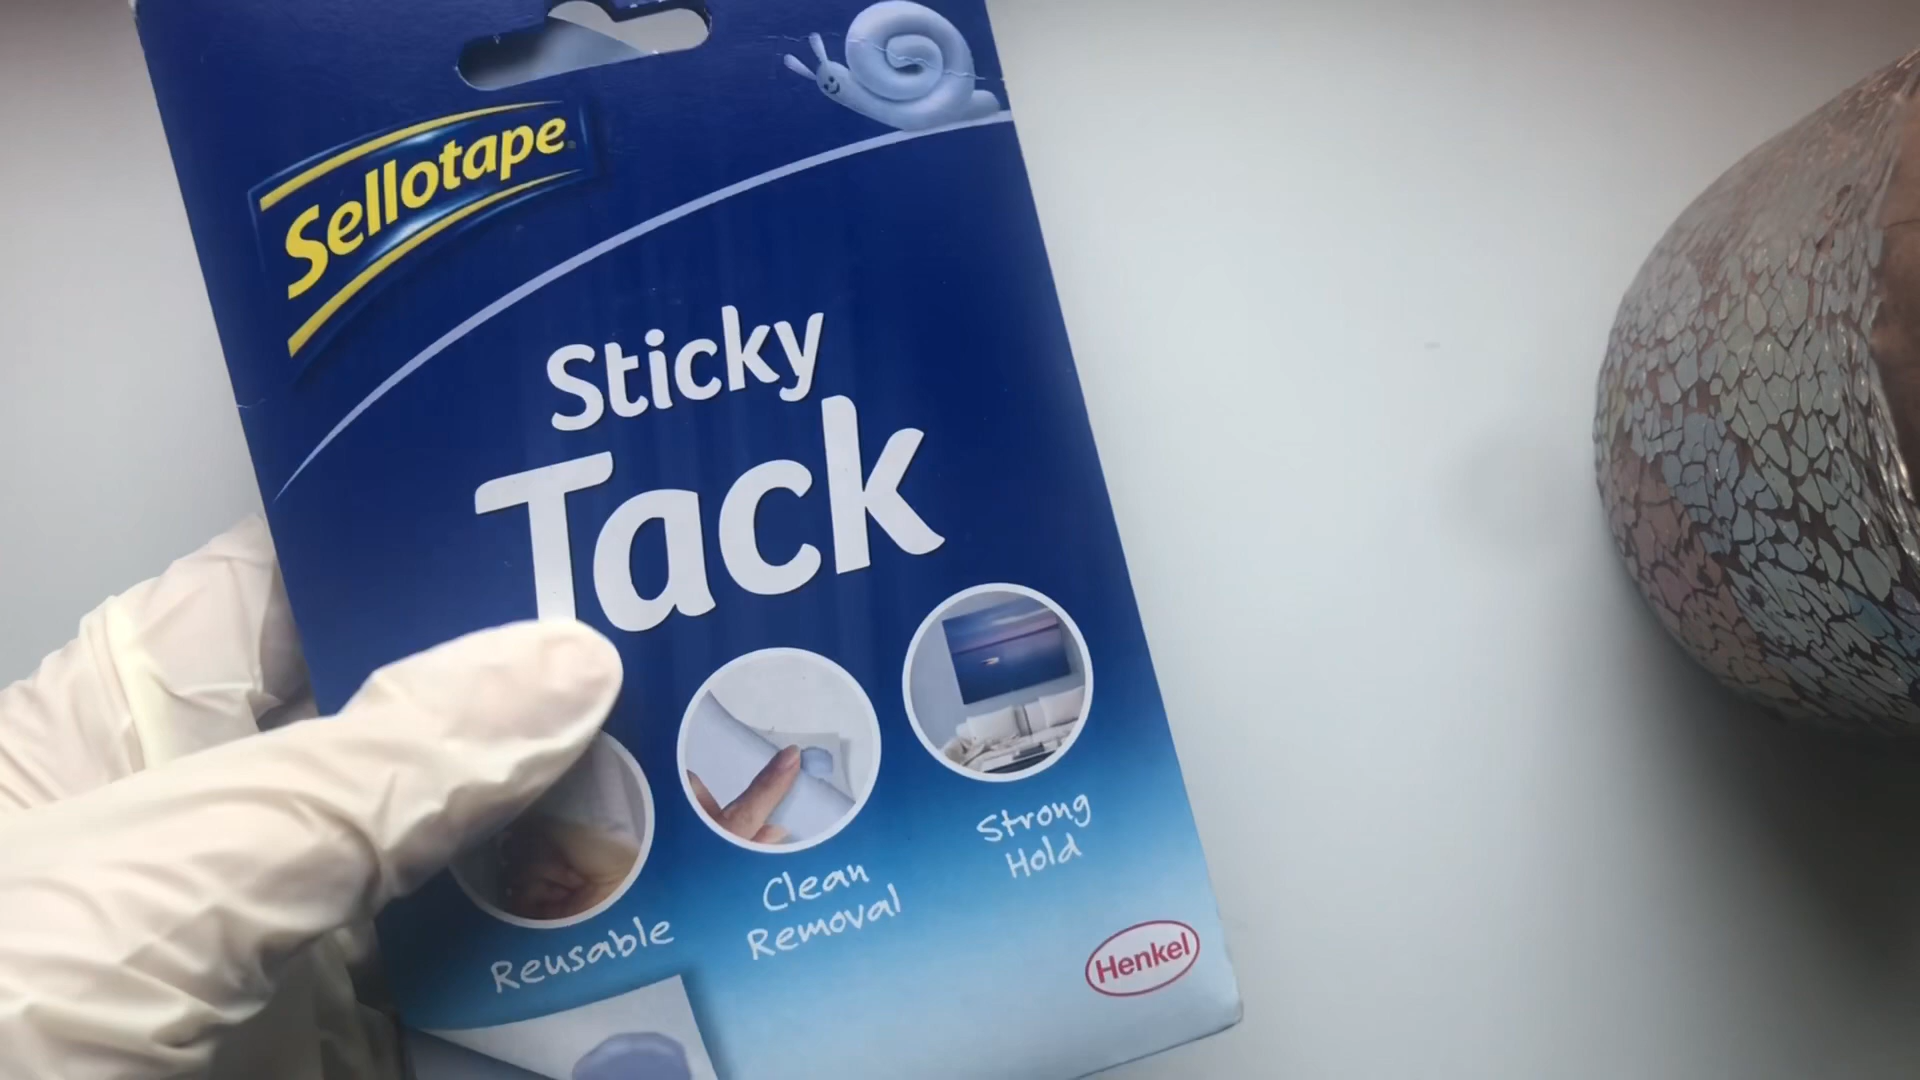 Sellotape
Sticky
Tack
Reusable
Clean
Removal
Strong
Hold
Henkel